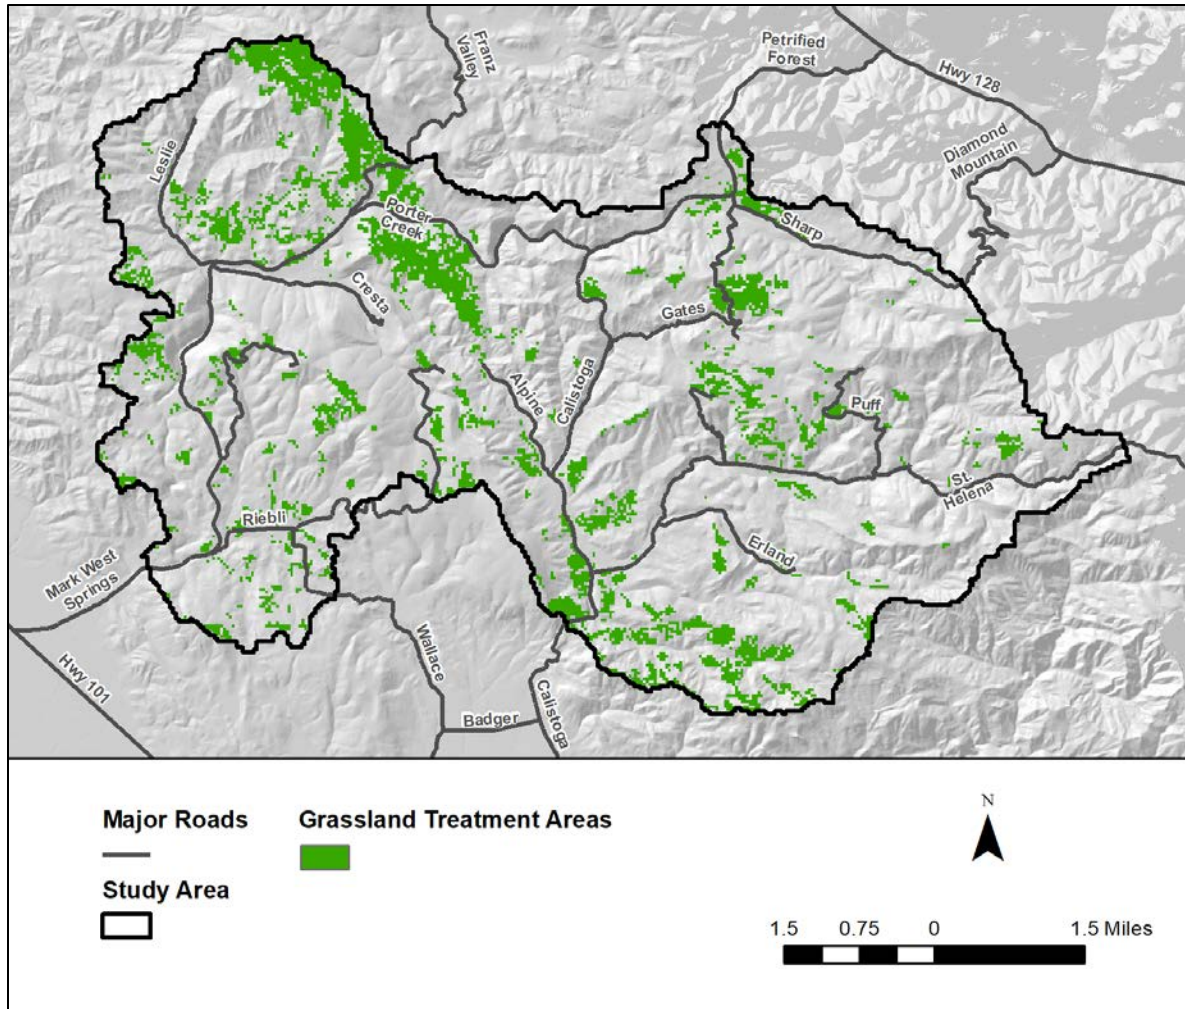 Petrified
Forest
Franz
Valley
Hwy 128
Diamond
Mountain
Leslie
Porter
Creek
Sharp
Cresta
Gates
Alpine
Calistoga
Puff
St.
Helena
Riebli
Erland
Mark West
Springs
Wallace
Hwy 101
Badger
Calistoga
Major Roads
Grassland Treatment Areas
Study Area
N
1.5 0.75 0 1.5 Miles